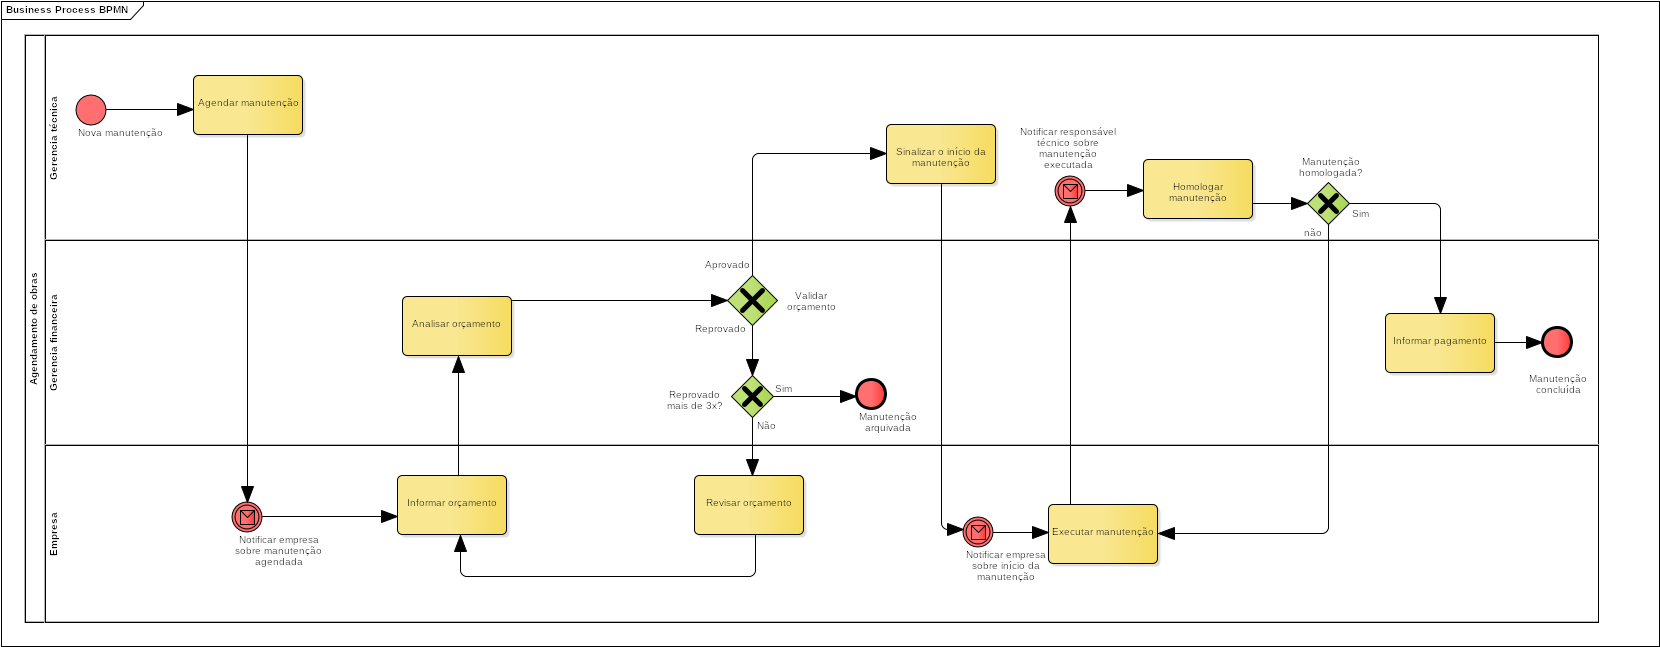 Business Process BPMN
Agendamento de obras
Gerencia técnica
Nova manutenção
Agendar manutenção
Sinalizar o início da
manutenção
Notificar responsável
técnico sobre
manutenção
executada
Homologar
manutenção
Manutenção
homologada?
Sim
não
Gerencia financeira
Analisar orçamento
Aprovado
Validar
orçamento
Reprovado
Reprovado
mais de 3x?
Sim
Não
Manutenção
arquivada
Informar pagamento
Manutenção
concluída
Empresa
Notificar empresa
sobre manutenção
agendada
Informar orçamento
Revisar orçamento
Notificar empresa
sobre início da
manutenção
Executar manutenção